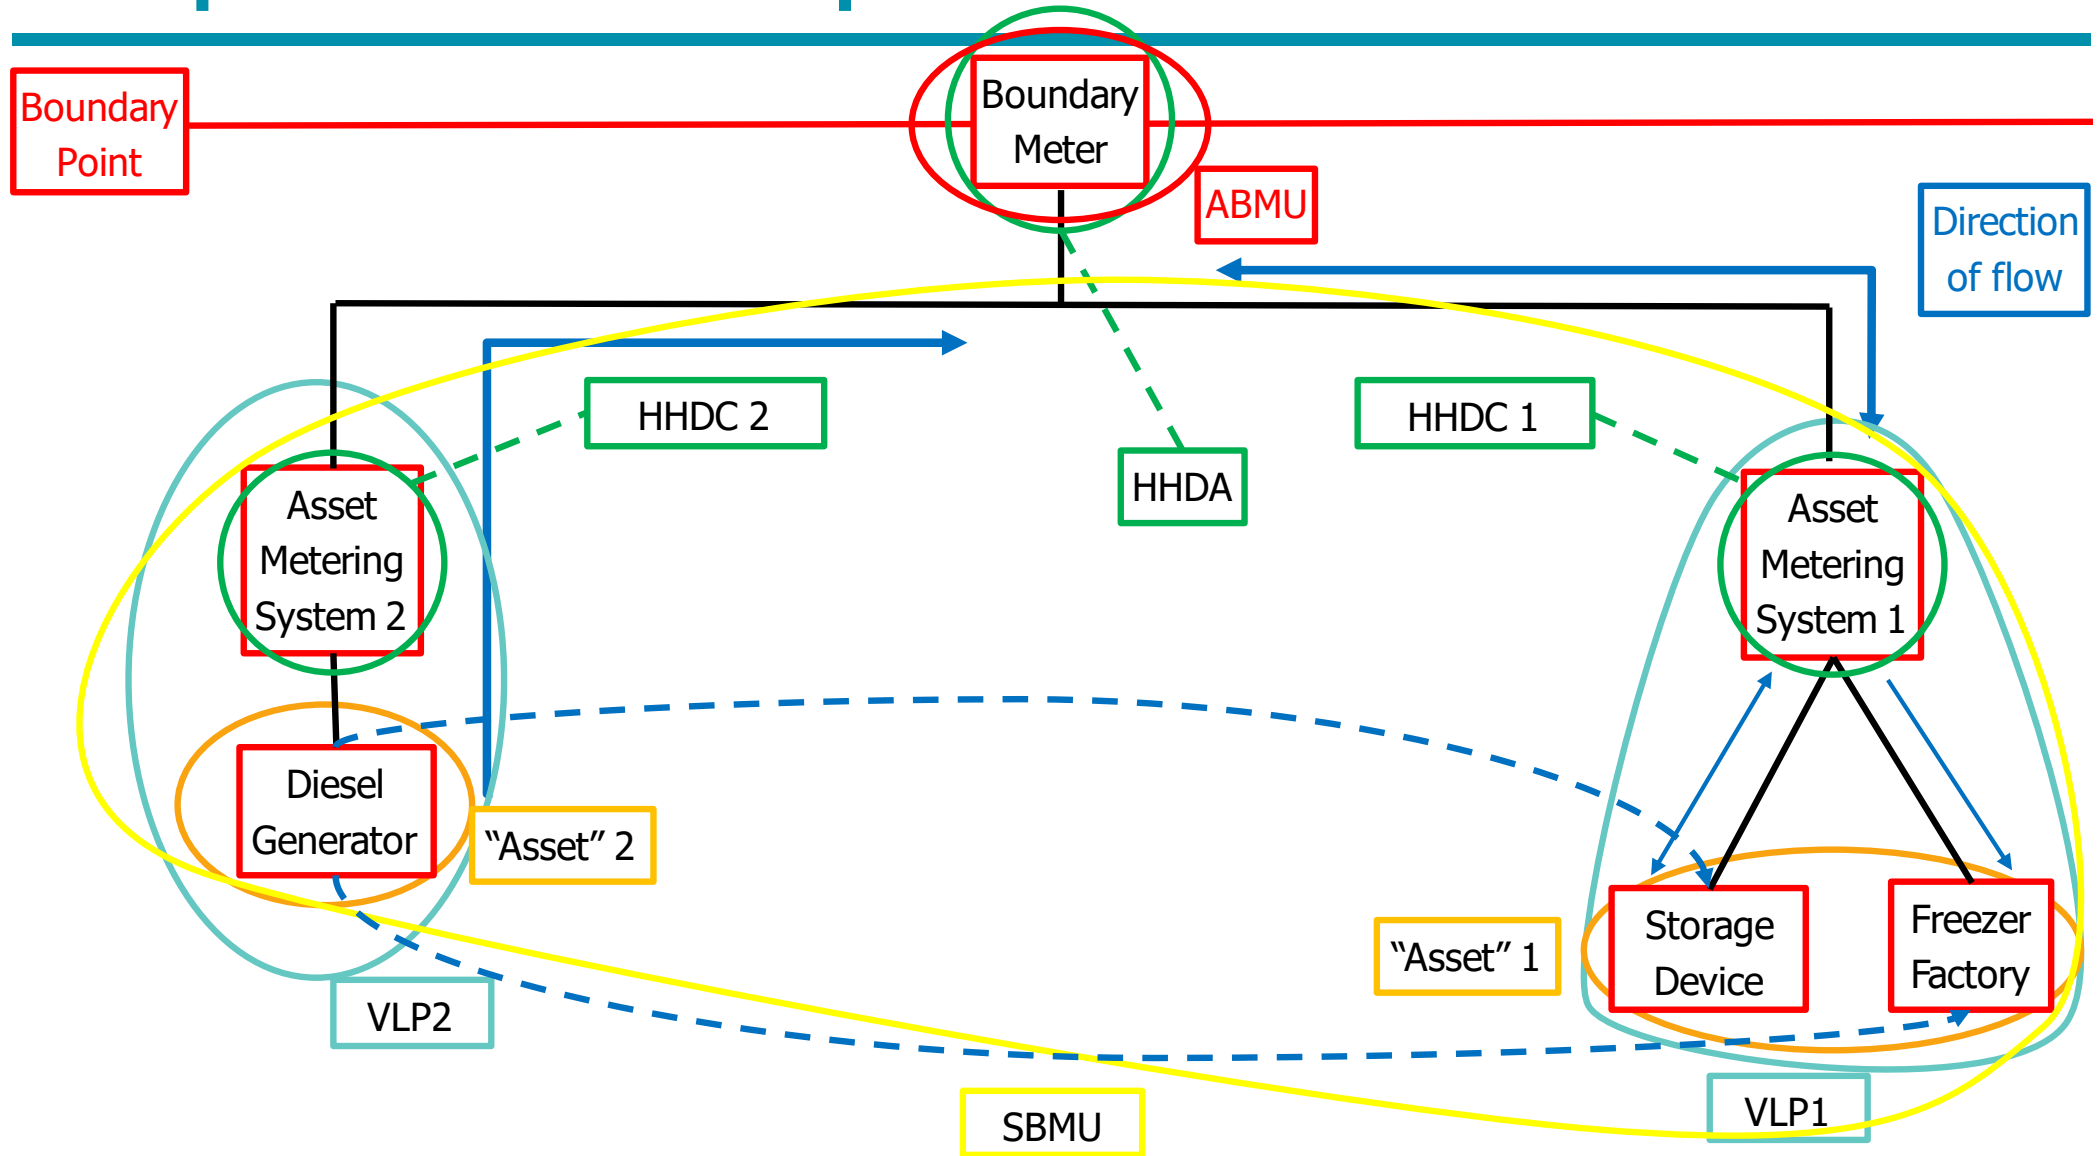 Boundary
Point
Boundary
Meter
ABMU
Direction
of flow
HHDC 2
HHDC 1
HHDA
Asset
Metering
System 2
Asset
Metering
System 1
Diesel
Generator
“Asset” 2
“Asset” 1
Storage
Device
Freezer
Factory
VLP2
SBMU
VLP1